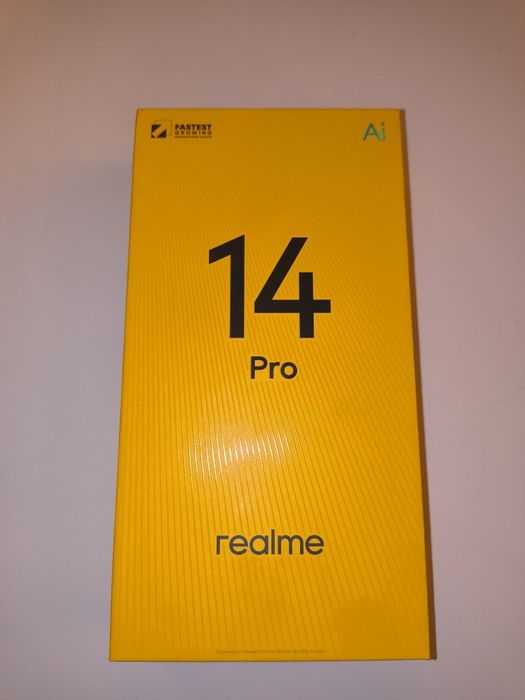 FASTEST
GROWING
Ai
14
Pro
realme